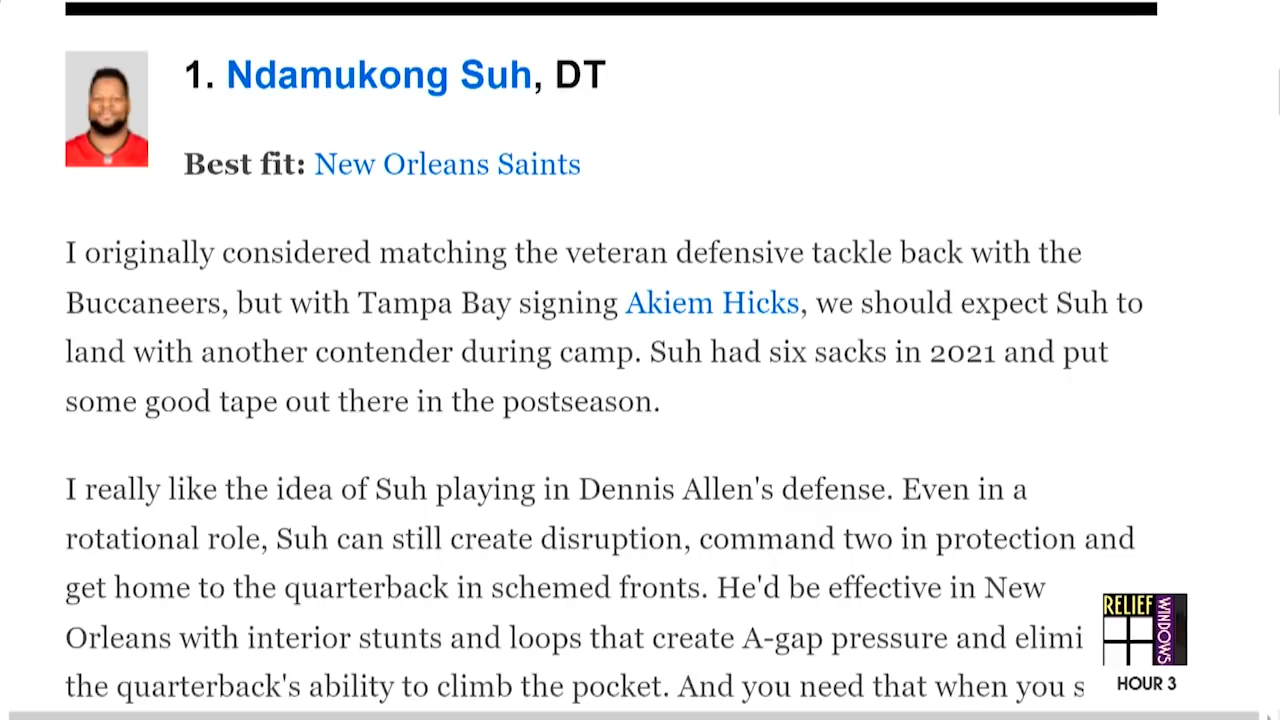 1. Ndamukong Suh, DT
Best fit: New Orleans Saints
I originally considered matching the veteran defensive tackle back with the
Buccaneers, but with Tampa Bay signing Akiem Hicks, we should expect Suh to
land with another contender during camp. Suh had six sacks in 2021 and put
some good tape out there in the postseason.
I really like the idea of Suh playing in Dennis Allen's defense. Even in a
rotational role, Suh can still create disruption, command two in protection and
get home to the quarterback in schemed fronts. He'd be effective in New
Orleans with interior stunts and loops that create A-gap pressure and elimi
the quarterback's ability to climb the pocket. And you need that when you s
RELIEF
WINDOWS
HOUR 3